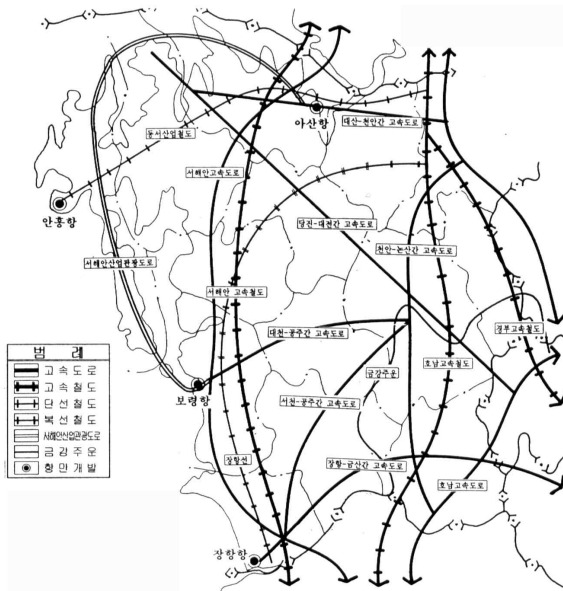 아산항
대산-천안간 고속도로
동서산업철도
서해안고속도로
안흥항
당진-대전간 고속도로
천안-논산간 고속도로
서해안산업관광도로
서해안 고속철도
대천-공주간 고속도로
경부고속철도
금강주운
호남고속철도
보령항
서천-공주간 고속도로
장항선
장항-금산간 고속도로
호남고속도로
장항항
범 례
고속도로
고속철도
단선철도
복선철도
서해안산업관광도로
금강주운
항만개발